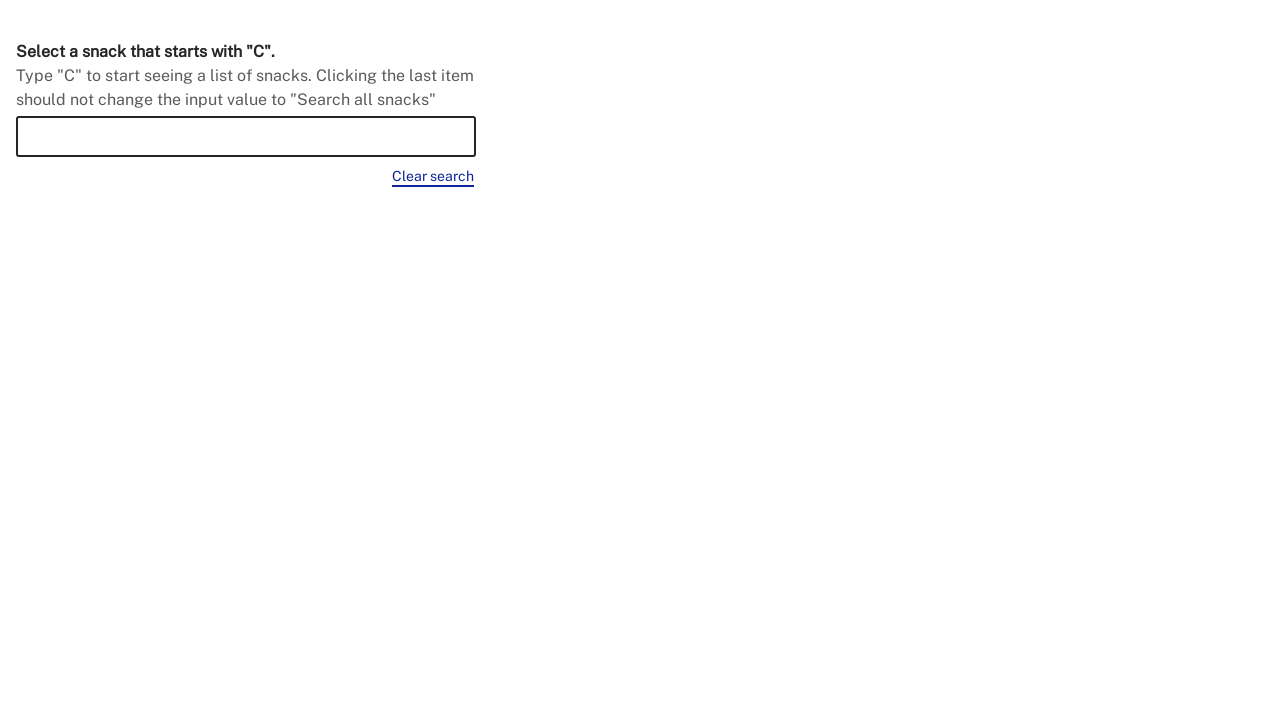 Select a snack that starts with "C".
Type "C" to start seeing a list of snacks. Clicking the last item
should not change the input value to "Search all snacks"
Clear search